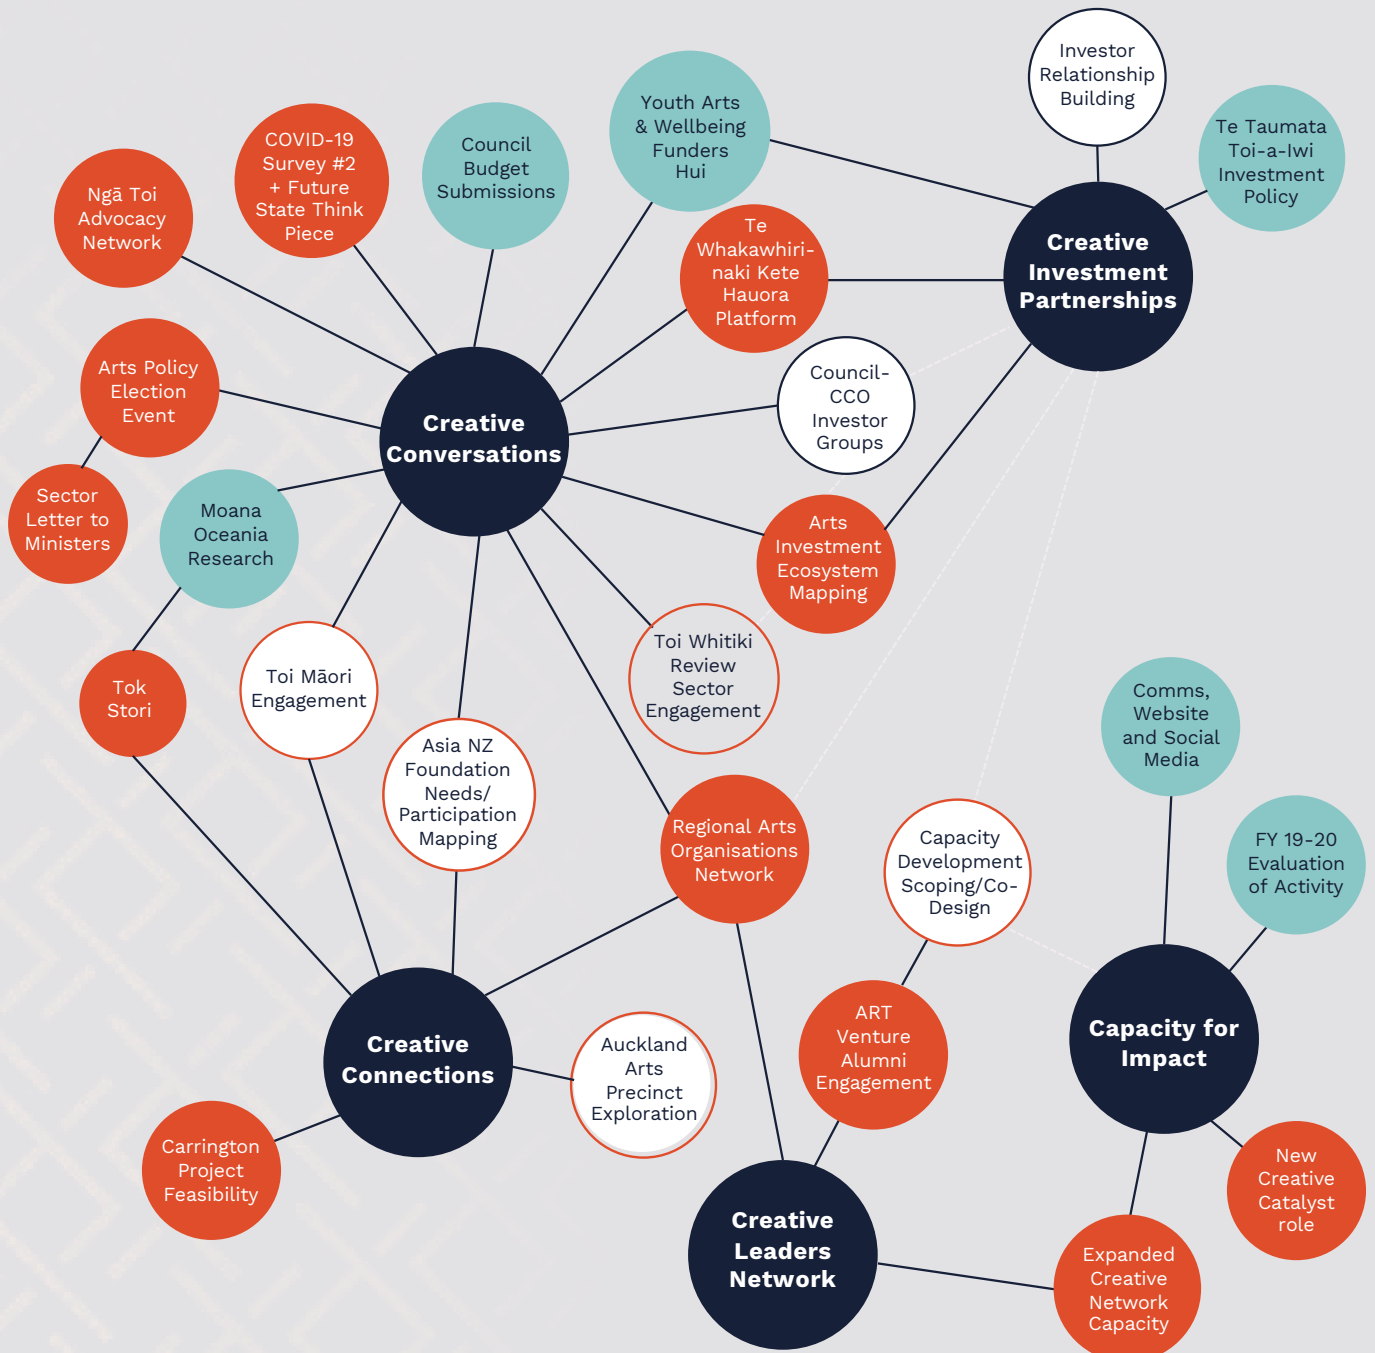 Investor
Relationship
Building
Youth Arts
& Wellbeing
Funders
Hui
Te Taumata
Toi-a-Iwi
Investment
Policy
COVID-19
Survey #2
+ Future
State Think
Piece
Council
Budget
Submissions
Ngā Toi
Advocacy
Network
Te
Whakawhiri-
naki Kete
Hauora
Platform
Creative
Investment
Partnerships
Arts Policy
Election
Event
Council-
CCO
Investor
Groups
Creative
Conversations
Sector
Letter to
Ministers
Moana
Oceania
Research
Arts
Investment
Ecosystem
Mapping
Tok
Stori
Toi Māori
Engagement
Toi Whitiki
Review
Sector
Engagement
Asia NZ
Foundation
Needs/
Participation
Mapping
Comms,
Website
and Social
Media
Regional Arts
Organisations
Network
Capacity
Development
Scoping/Co-
Design
FY 19-20
Evaluation
of Activity
ART
Venture
Alumni
Engagement
Capacity for
Impact
Creative
Connections
Auckland
Arts
Precinct
Exploration
Carrington
Project
Feasibility
New
Creative
Catalyst
role
Creative
Leaders
Network
Expanded
Creative
Network
Capacity